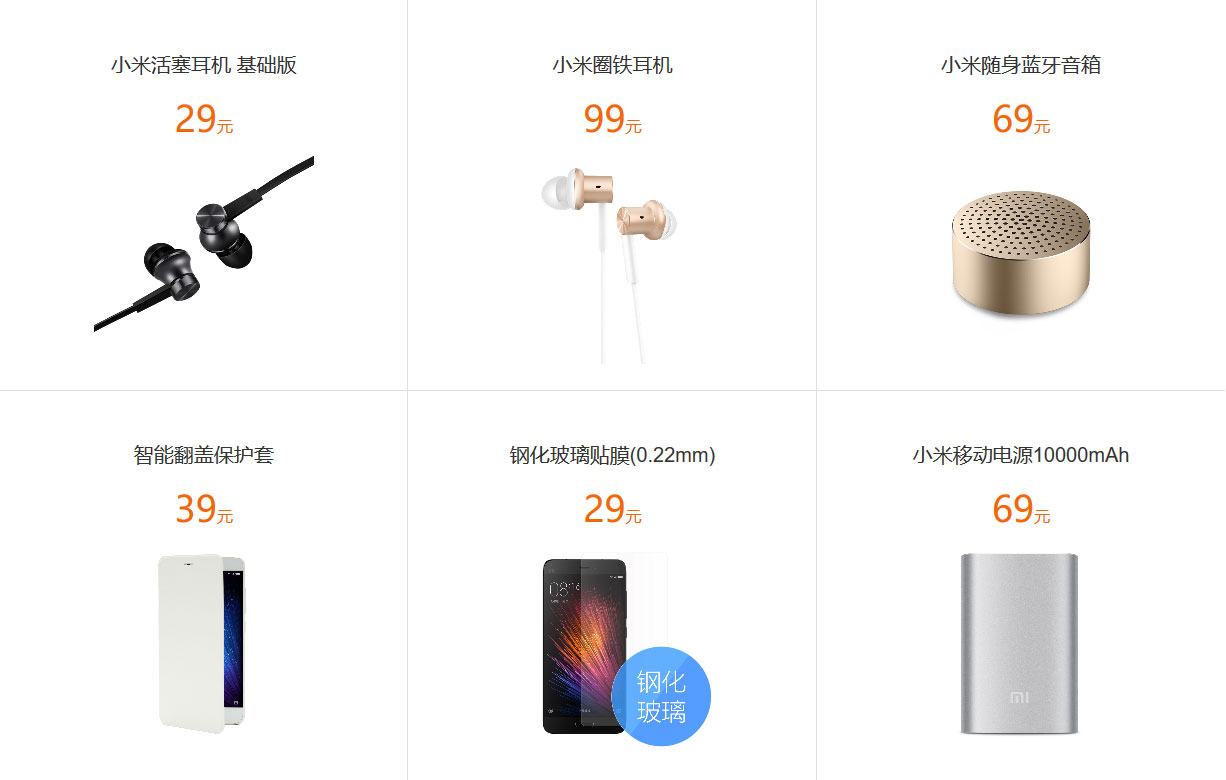 小米活塞耳机 基础版
29元
小米圈铁耳机
99元
小米随身蓝牙音箱
69元
智能翻盖保护套
39元
钢化玻璃贴膜(0.22mm)
29元
08:16
钢化
玻璃
小米移动电源10000mAh
69元
mi